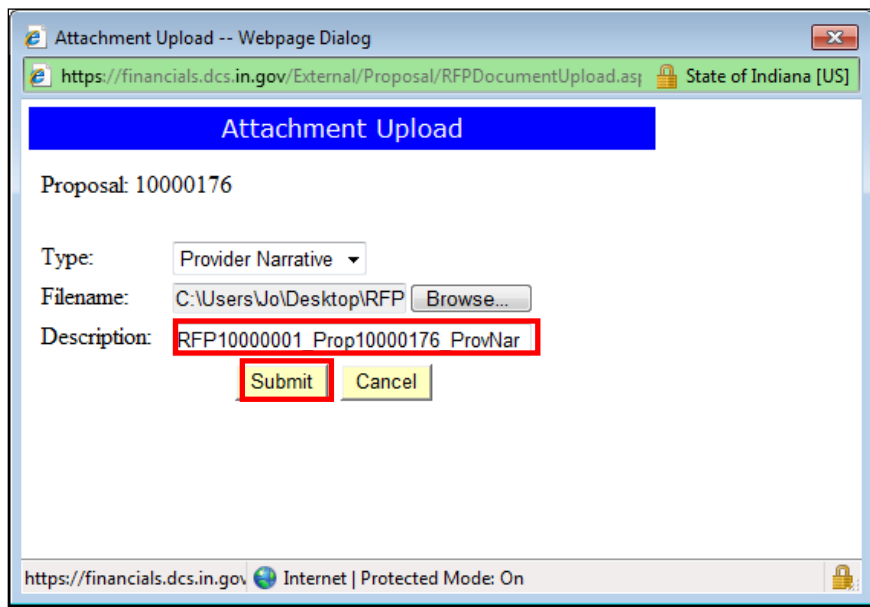 Attachment Upload -- Webpage Dialog
https://financials.dcs.in.gov/External/Proposal/RFPDocumentUpload.asp State of Indiana [US]
Attachment Upload
Proposal: 10000176
Type: Provider Narrative
Filename: C:\Users\Jo\Desktop\RFP Browse...
Description: RFP10000001_Prop10000176_ProvNar
Submit Cancel
https://financials.dcs.in.gov Internet | Protected Mode: On